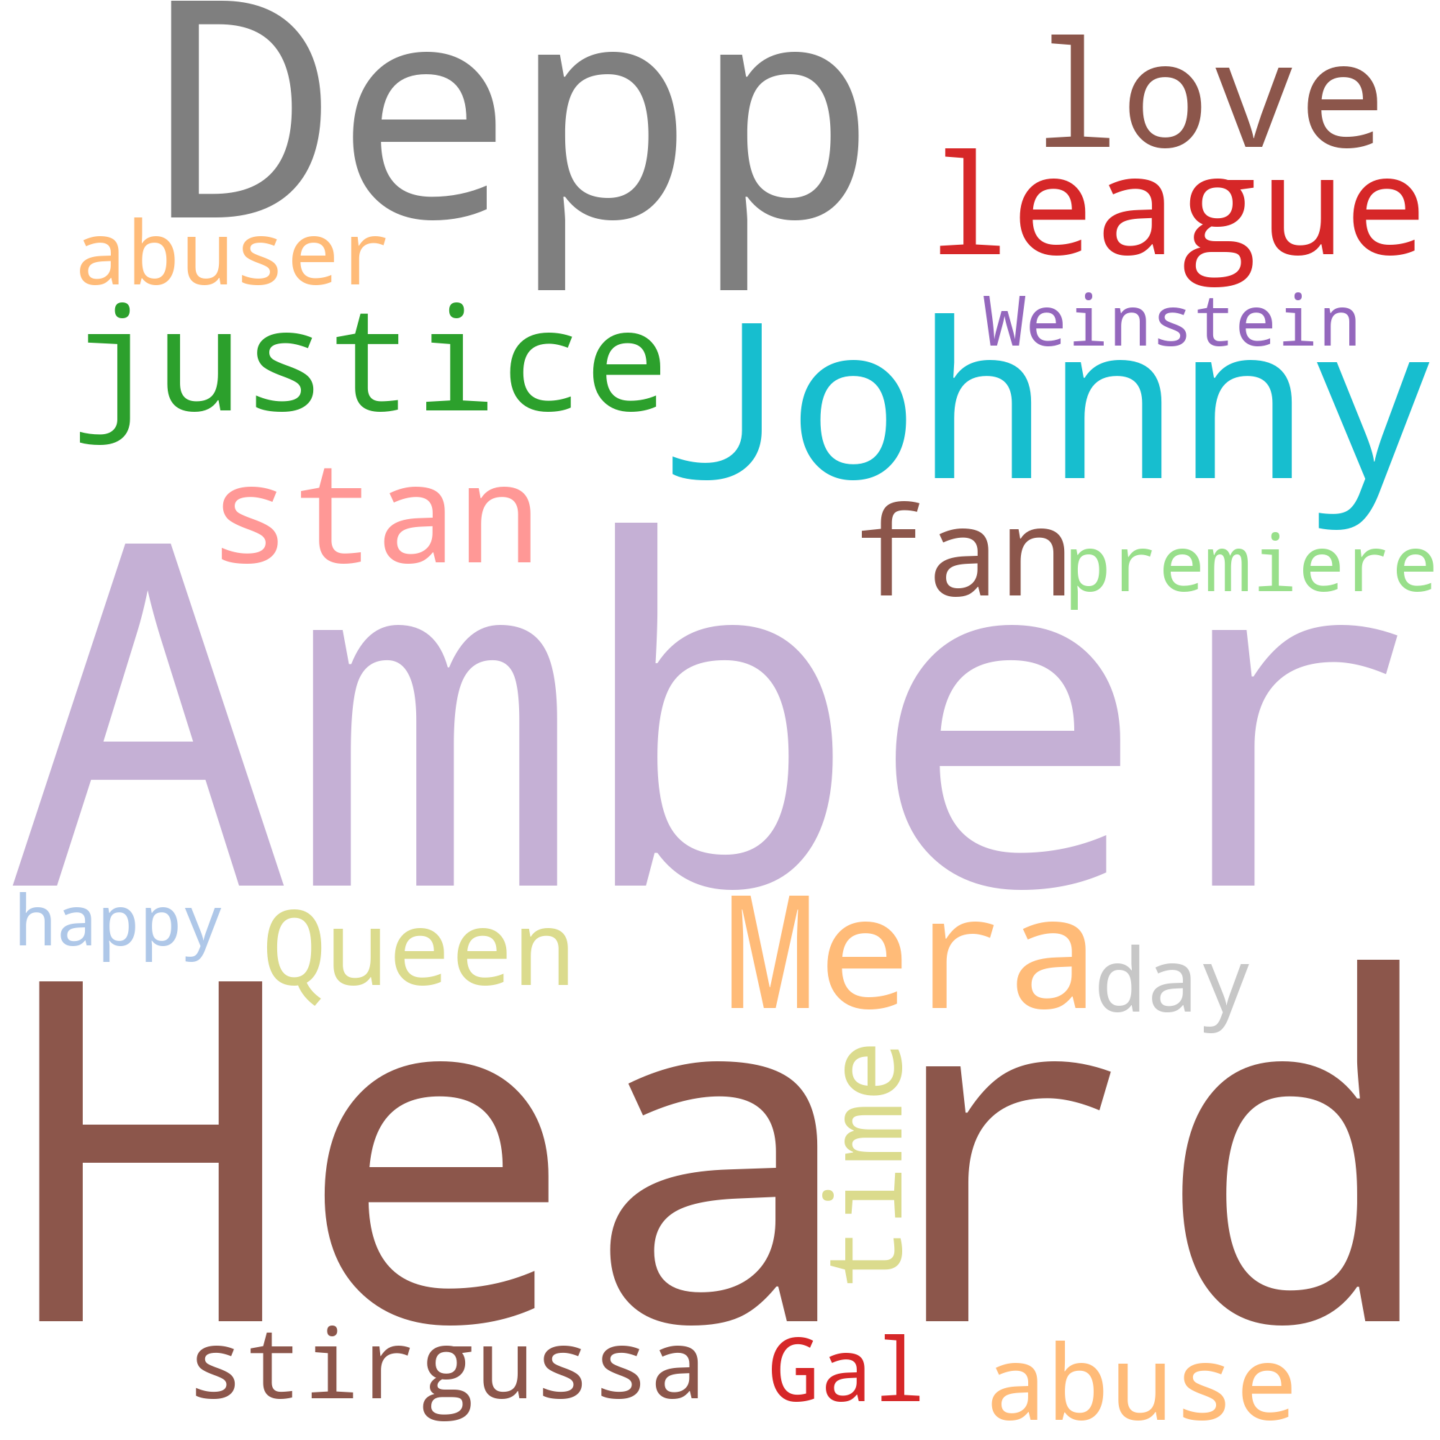 Depp
love
league
abuser
Weinstein
justice
Johnny
stan
fan
premiere
Amber
happy
Queen
Mera
day
Heard
time
stirgussa
Gal
abuse